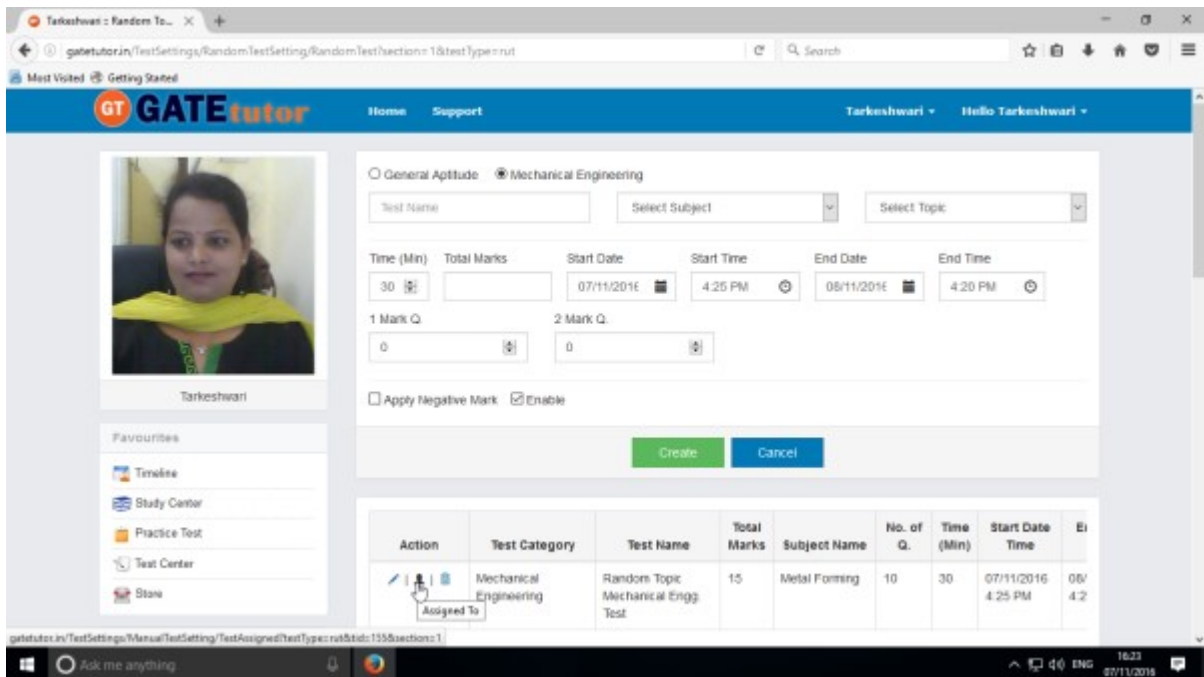 Tarkeshwari :: Random To...
gatetutor.in/TestSettings/RandomTestSetting/RandomTest?section=1&testType=rut
Search
Most Visited Getting Started
GT GATEtutor Home Support Tarkeshwari Hello Tarkeshwari
General Aptitude Mechanical Engineering
Test Name Select Subject Select Topic
Time (Min) Total Marks Start Date Start Time End Date End Time
30 07/11/2016 4:25 PM 08/11/2016 4:20 PM
1 Mark Q. 2 Mark Q.
0 0
Apply Negative Mark Enable
Create Cancel
Tarkeshwari
Favourites
Timeline
Study Center
Practice Test
Test Center
Store
Action Test Category Test Name Total Marks Subject Name No. of Q. Time (Min) Start Date Time
Mechanical Engineering Random Topic Mechanical Engg. Test 15 Metal Forming 10 30 07/11/2016 4:25 PM 08/ 4:2
Assigned To
gatetutor.in/TestSettings/ManualTestSetting/TestAssigned?testType=rut&tid=155&section=1
Ask me anything ENG 16:23
07/11/2016